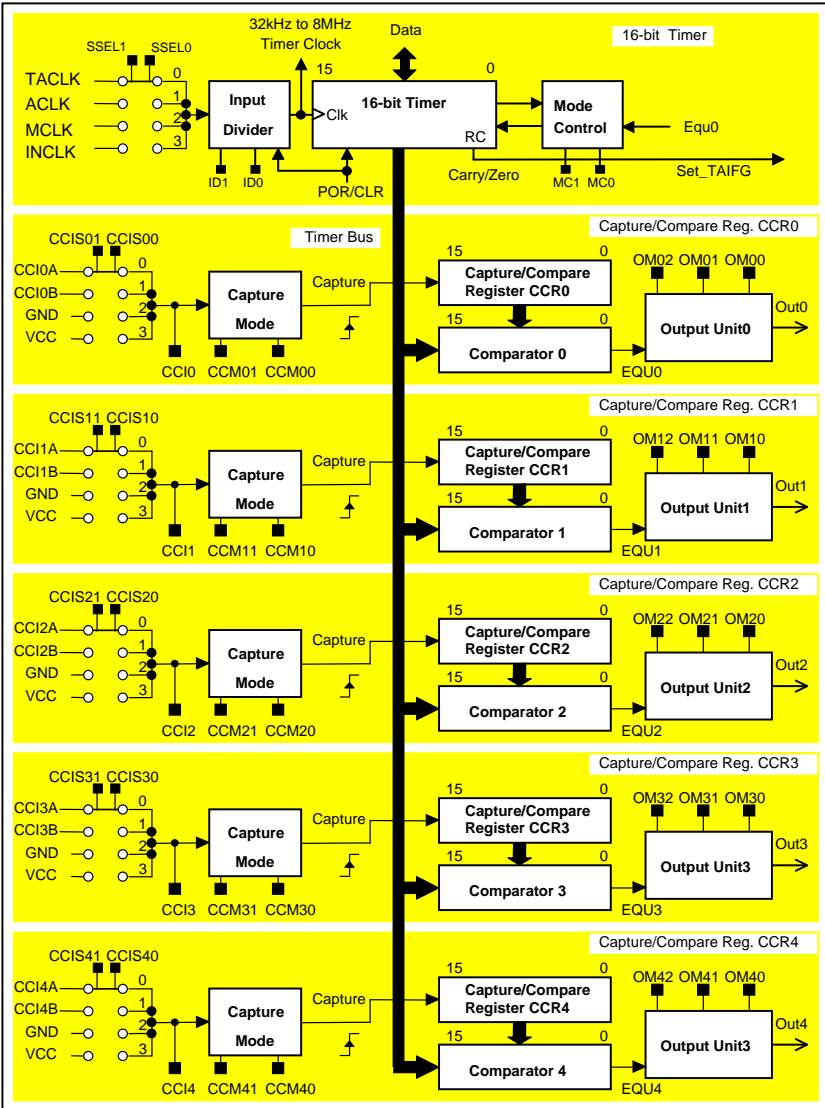 32kHz to 8MHz
Timer Clock
Data
16-bit Timer
SSEL1 SSEL0
15 0
TACLK 0
ACLK 1
MCLK 2
INCLK 3
Input
Divider
Clk
16-bit Timer
RC
Mode
Control
Equ0
ID1 ID0
POR/CLR
Carry/Zero
MC1 MC0
Set_TAIFG
Capture/Compare Reg. CCR0
CCIS01 CCIS00
Timer Bus
CCI0A 0
CCI0B 1
GND 2
VCC 3
Capture
Mode
Capture
15 0
Capture/Compare
Register CCR0
15 0
Comparator 0
OM02 OM01 OM00
Output Unit0
Out0
CCI0 CCM01 CCM00
EQU0
Capture/Compare Reg. CCR1
CCIS11 CCIS10
CCI1A 0
CCI1B 1
GND 2
VCC 3
Capture
Mode
Capture
15 0
Capture/Compare
Register CCR1
15 0
Comparator 1
OM12 OM11 OM10
Output Unit1
Out1
CCI1 CCM11 CCM10
EQU1
Capture/Compare Reg. CCR2
CCIS21 CCIS20
CCI2A 0
CCI2B 1
GND 2
VCC 3
Capture
Mode
Capture
15 0
Capture/Compare
Register CCR2
15 0
Comparator 2
OM22 OM21 OM20
Output Unit2
Out2
CCI2 CCM21 CCM20
EQU2
Capture/Compare Reg. CCR3
CCIS31 CCIS30
CCI3A 0
CCI3B 1
GND 2
VCC 3
Capture
Mode
Capture
15 0
Capture/Compare
Register CCR3
15 0
Comparator 3
OM32 OM31 OM30
Output Unit3
Out3
CCI3 CCM31 CCM30
EQU3
Capture/Compare Reg. CCR4
CCIS41 CCIS40
CCI4A 0
CCI4B 1
GND 2
VCC 3
Capture
Mode
Capture
15 0
Capture/Compare
Register CCR4
15 0
Comparator 4
OM42 OM41 OM40
Output Unit3
Out4
CCI4 CCM41 CCM40
EQU4